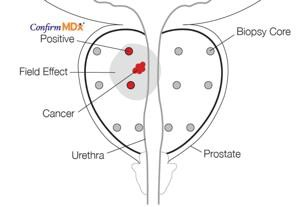 ConfirmMDx
Positive
Biopsy Core
Field Effect
Cancer
Urethra
Prostate